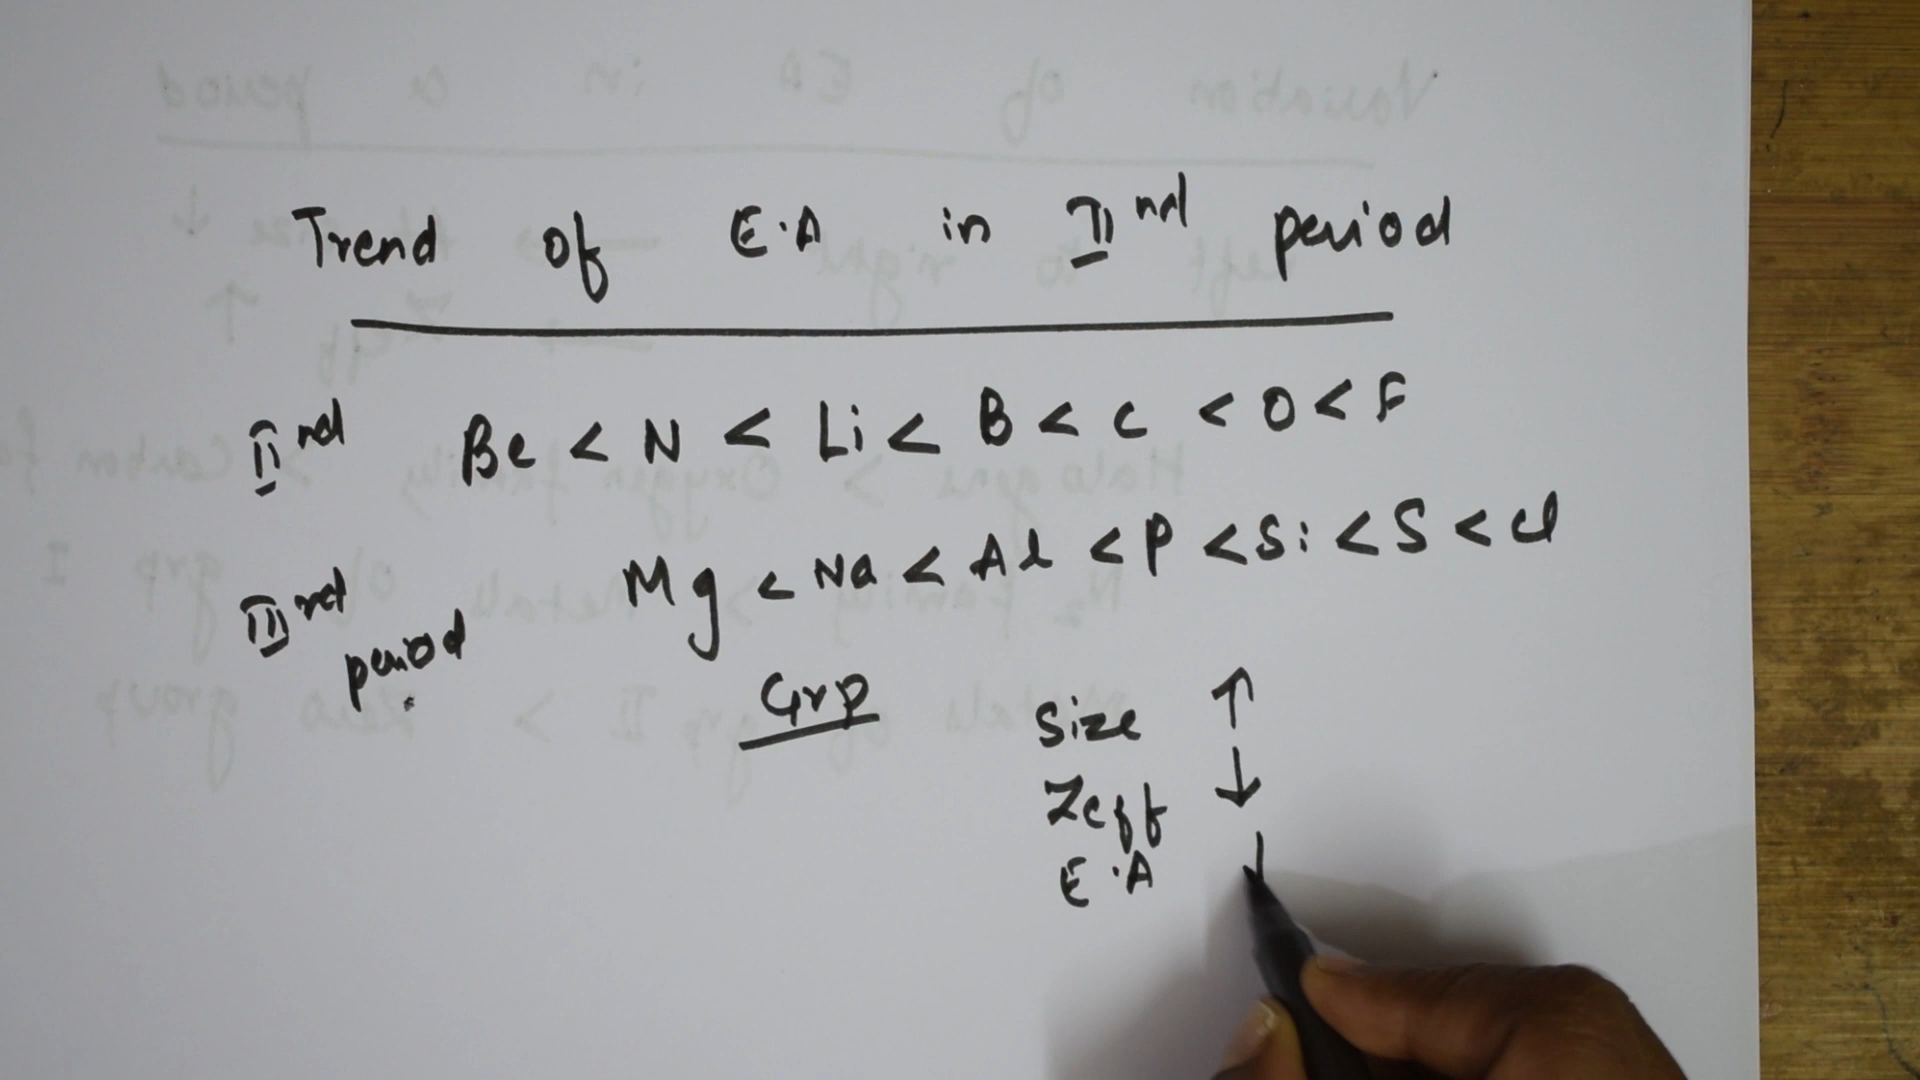 Trend of E.A in IInd period
IInd Be < N < Li < B < C < O < F
IIIrd period Mg < Na < Al < P < Si < S < Cl
Grp
Size ↑
Zeff ↓
E.A